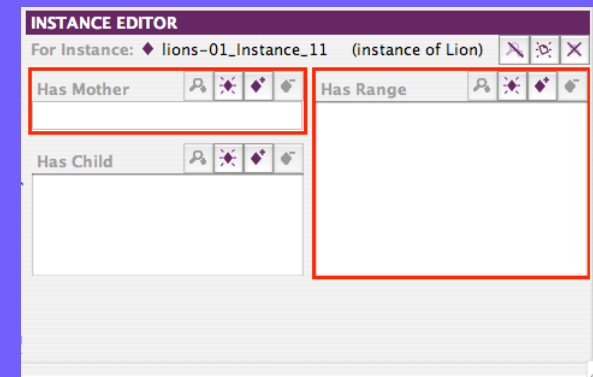 INSTANCE EDITOR
For Instance: lions-01_Instance_11 (instance of Lion)
Has Mother
Has Range
Has Child